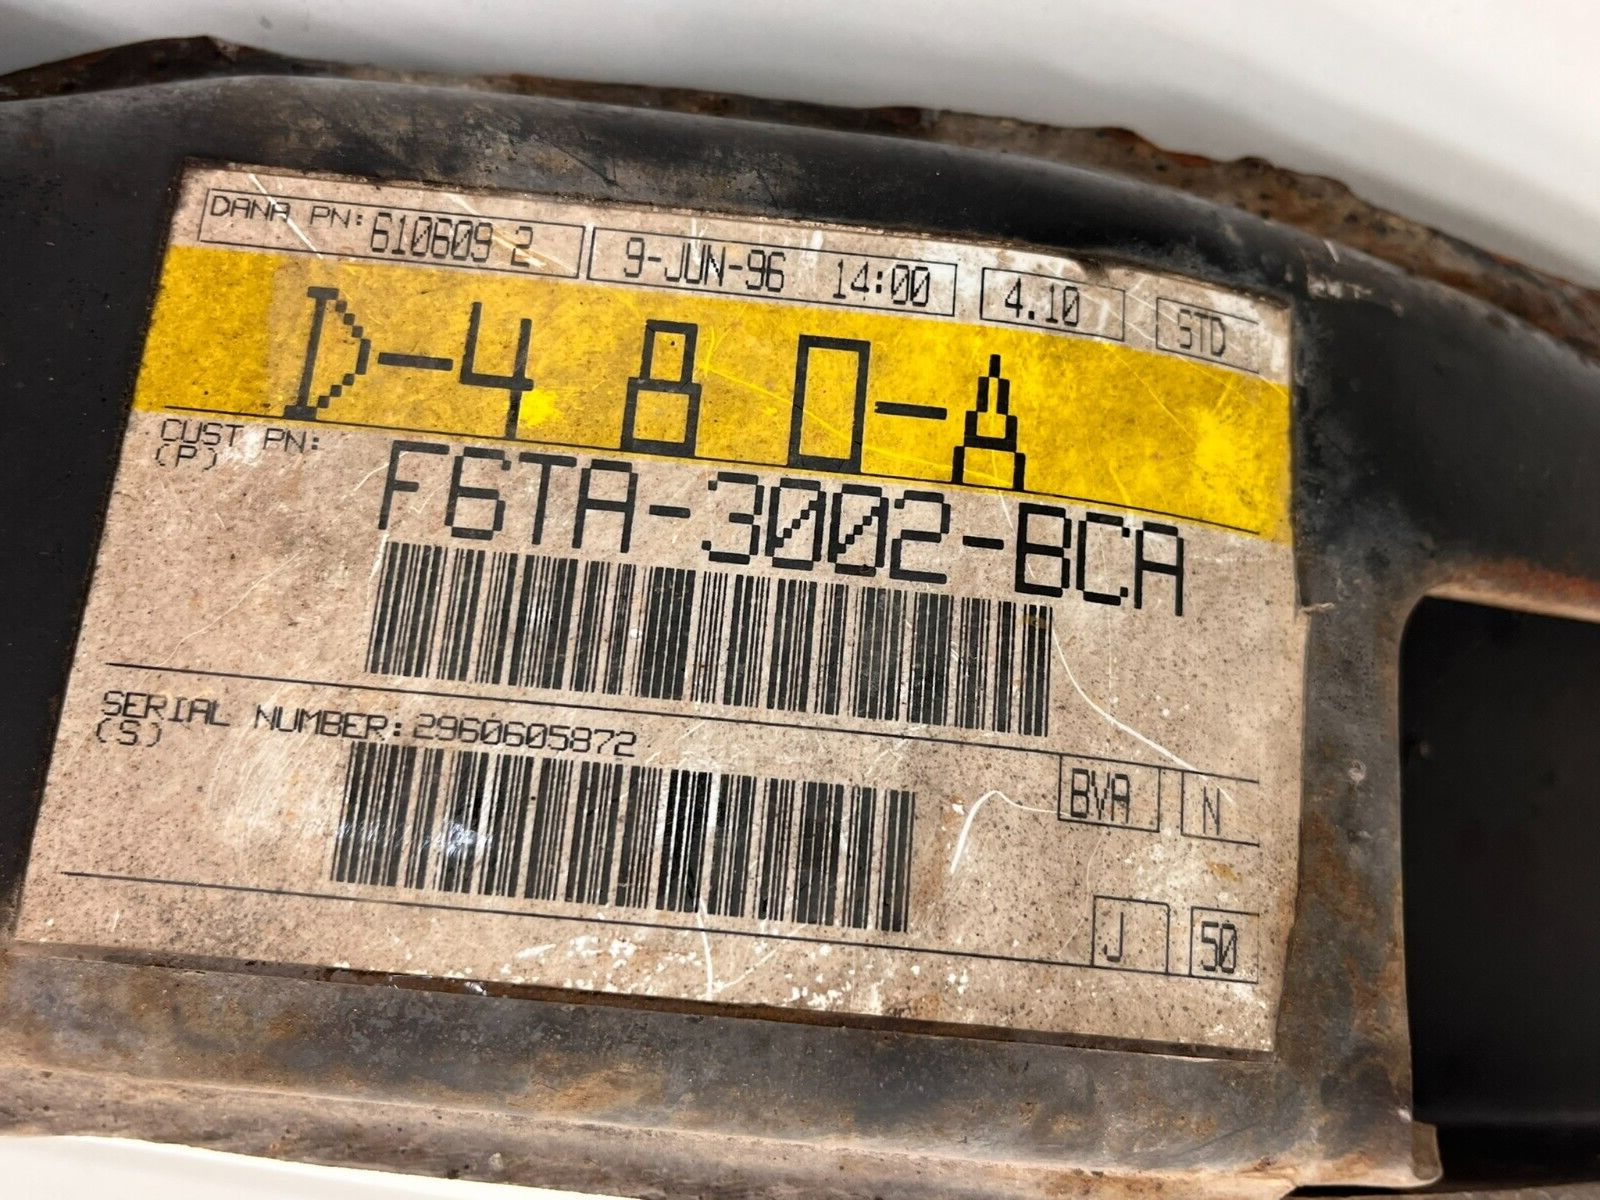 DANA PN: 610609 2 9-JUN-96 14:00 4.10 STD
D-480-A
CUST PN: F6TA-3002-BCA
(P)
SERIAL NUMBER: 2960605872
(S)
BVA N
J 50